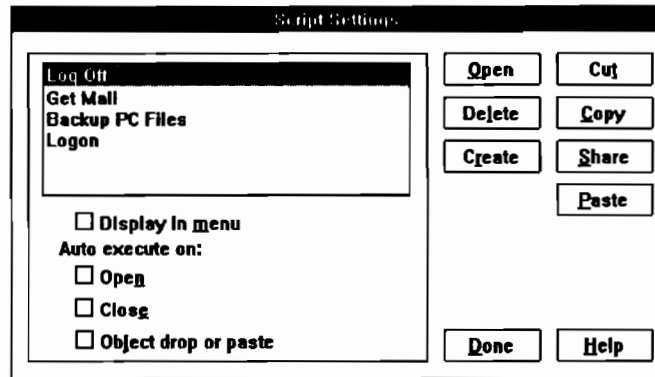 Script Settings
Log Off
Get Mail
Backup PC Files
Logon
Display in menu
Auto execute on:
Open
Close
Object drop or paste
Open
Cut
Delete
Copy
Create
Share
Paste
Done
Help